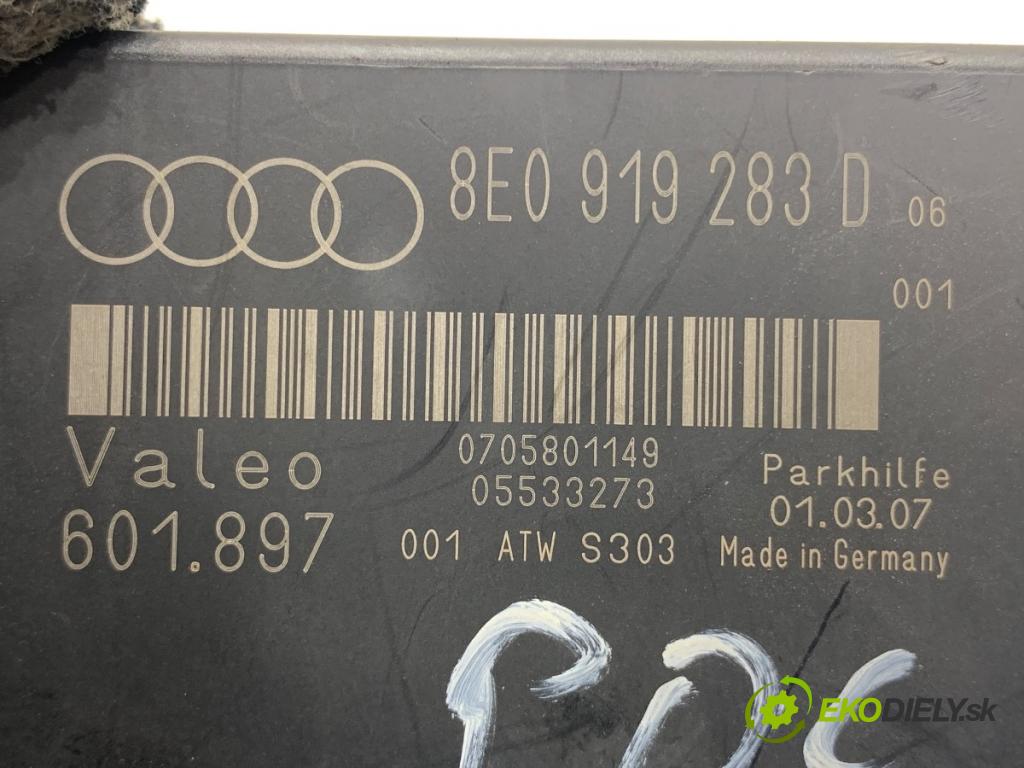 8E0 919 283 D 06
001
Valeo
0705801149
05533273
Parkhilfe
01.03.07
601.897
001 ATW S303
Made in Germany
PDC
EKODIELY.sk